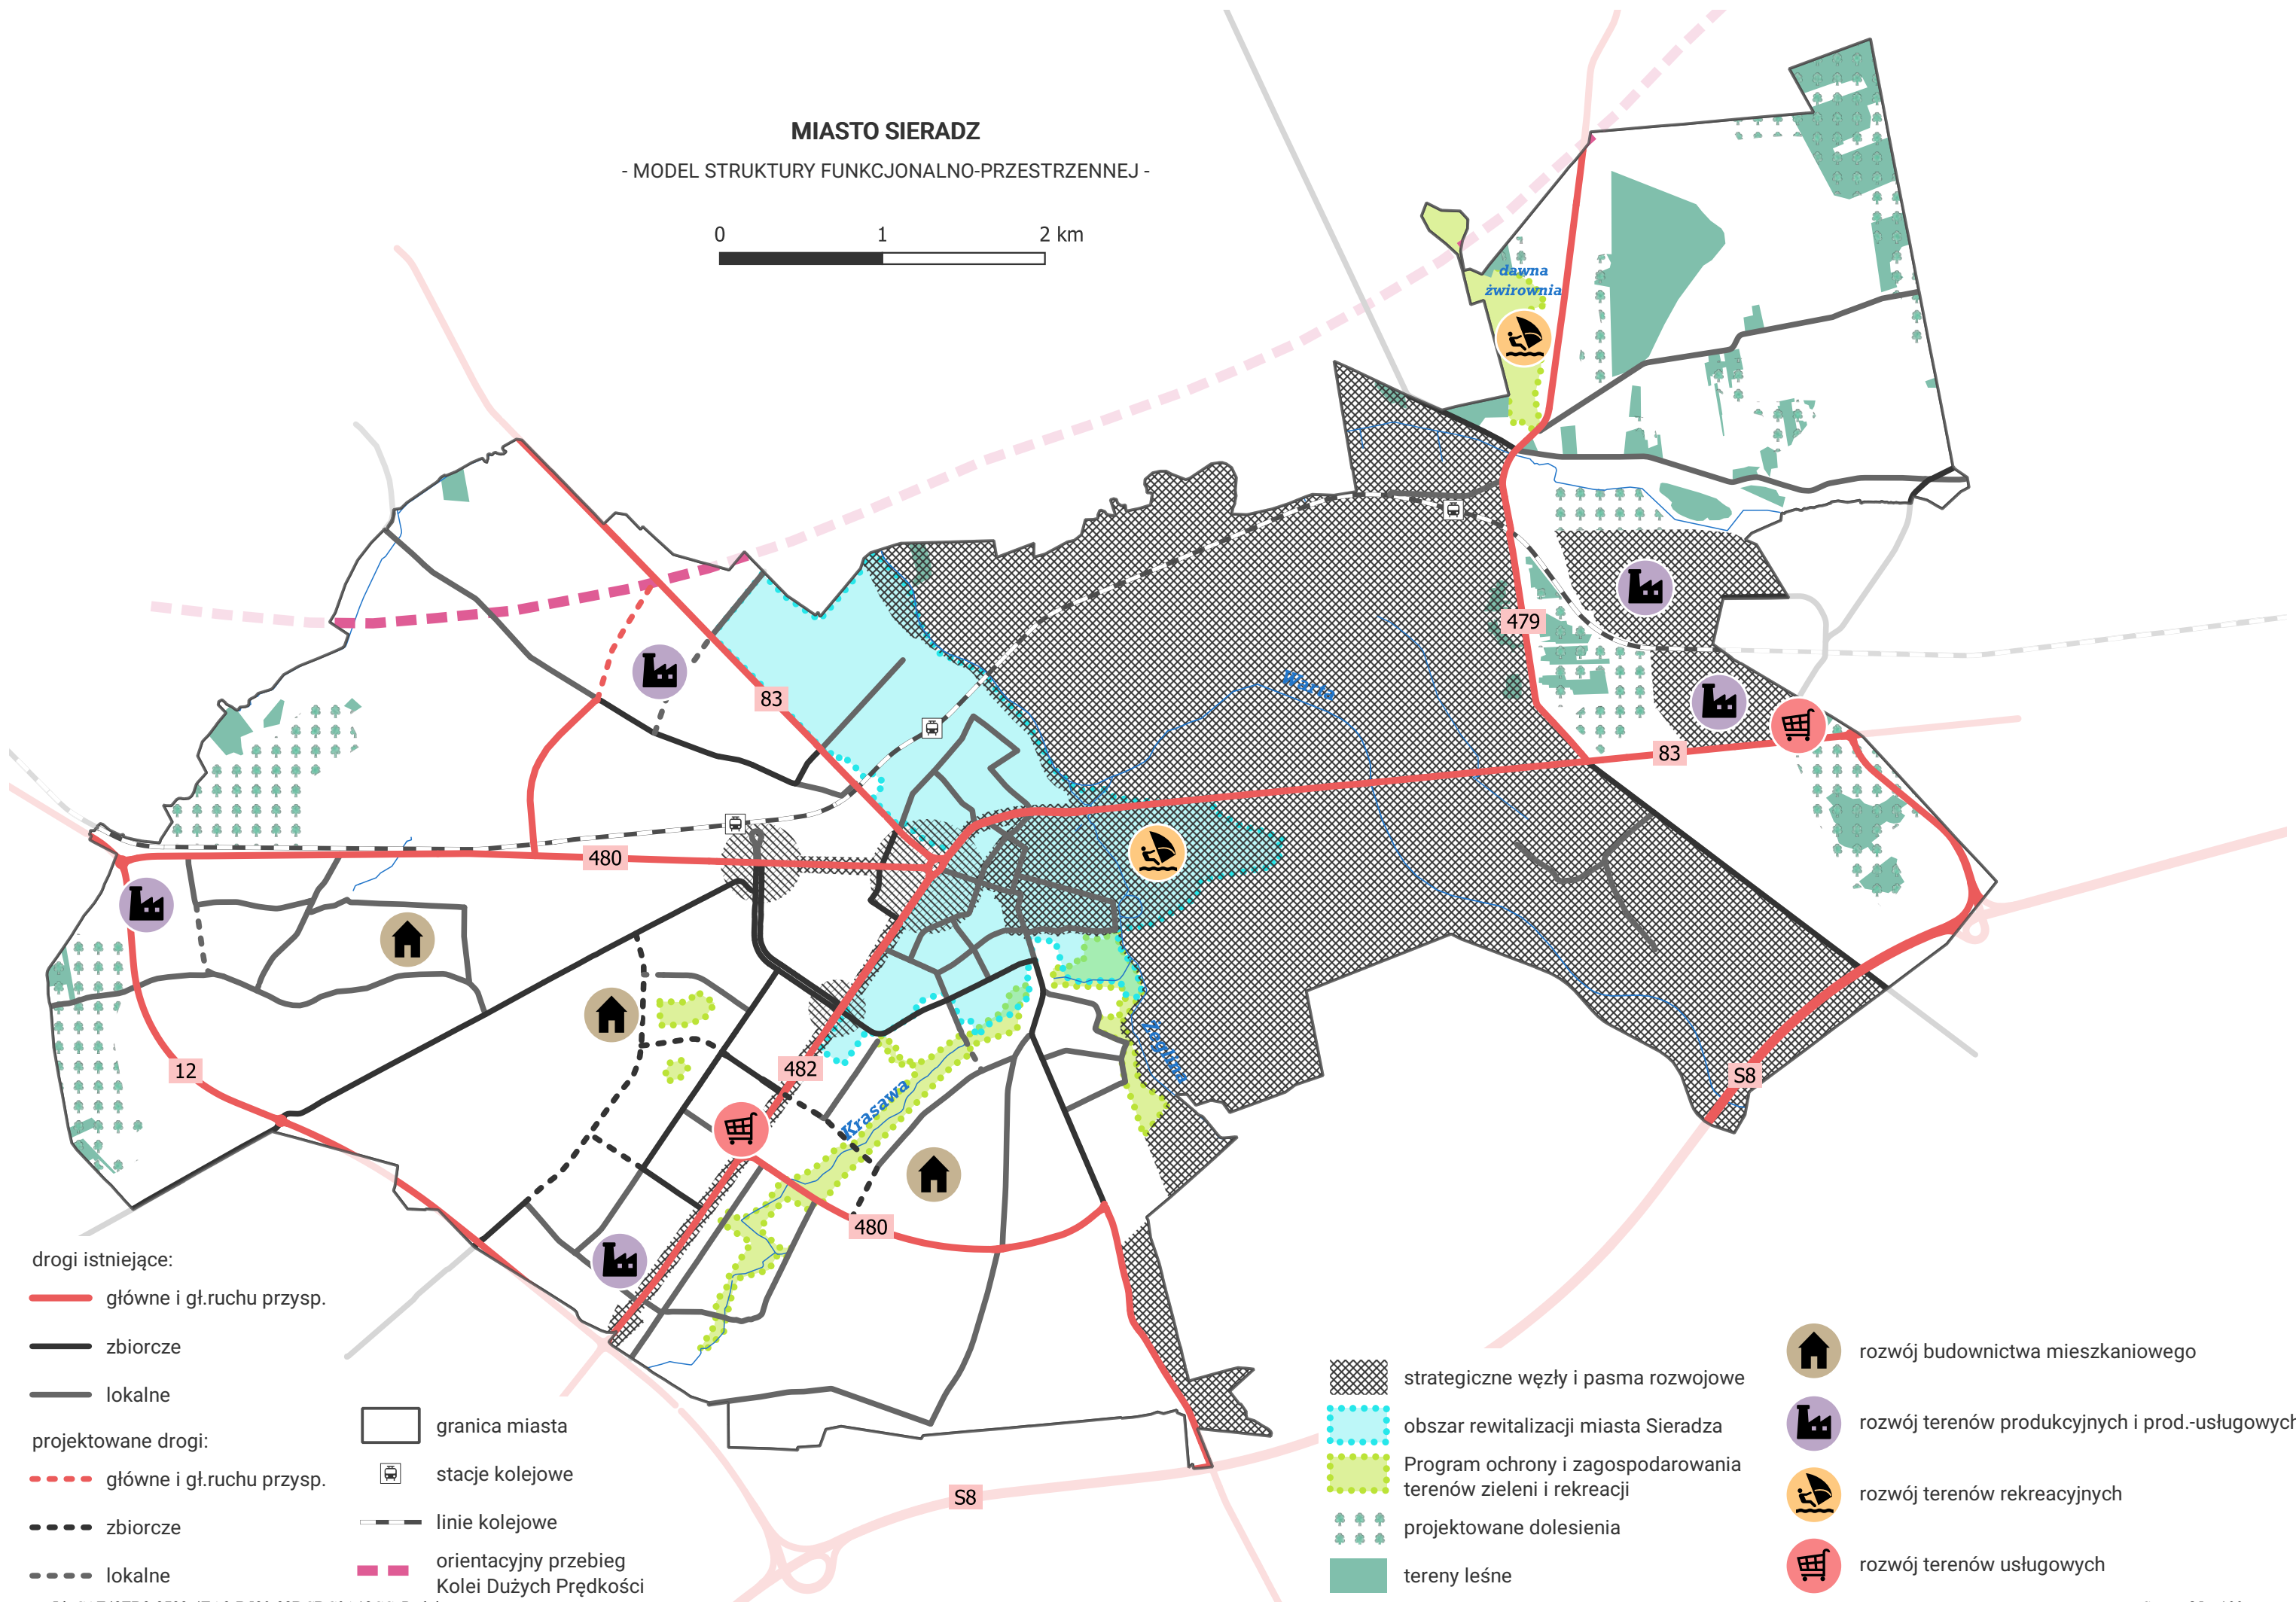 MIASTO SIERADZ
- MODEL STRUKTURY FUNKCJONALNO-PRZESTRZENNEJ -
0 1 2 km
dawna
żwirownia
479
83
Warta
83
480
12
482
Krasawa
Żeglina
S8
480
S8
drogi istniejące:
główne i gł.ruchu przysp.
zbiorcze
lokalne
projektowane drogi:
główne i gł.ruchu przysp.
zbiorcze
lokalne
granica miasta
stacje kolejowe
linie kolejowe
orientacyjny przebieg
Kolei Dużych Prędkości
strategiczne węzły i pasma rozwojowe
obszar rewitalizacji miasta Sieradza
Program ochrony i zagospodarowania
terenów zieleni i rekreacji
projektowane dolesienia
tereny leśne
rozwój budownictwa mieszkaniowego
rozwój terenów produkcyjnych i prod.-usługowych
rozwój terenów rekreacyjnych
rozwój terenów usługowych